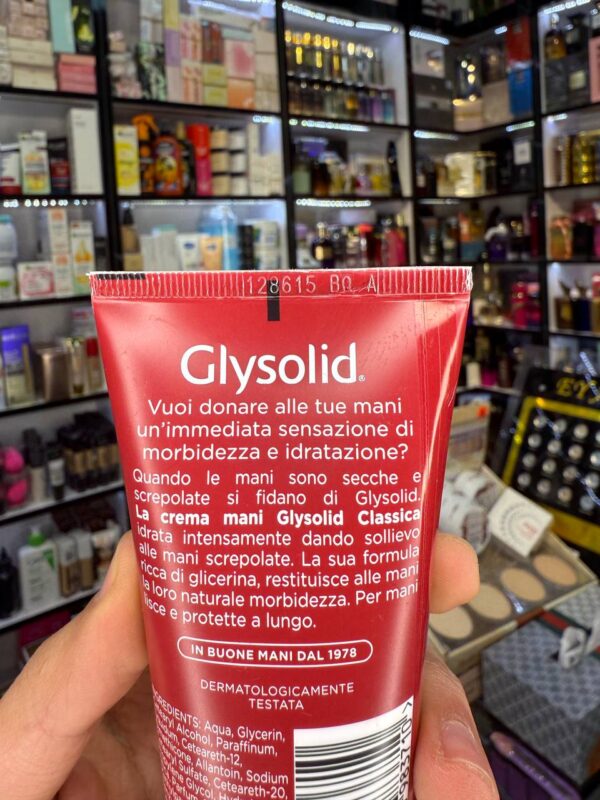 128615 BQ A
Glysolid®
Vuoi donare alle tue mani
un'immediata sensazione di
morbidezza e idratazione?
Quando le mani sono secche e
screpolate si fidano di Glysolid.
La crema mani Glysolid Classica
idrata intensamente dando sollievo
alle mani screpolate. La sua formula
ricca di glicerina, restituisce alle mani
la loro naturale morbidezza. Per mani
lisce e protette a lungo.
IN BUONE MANI DAL 1978
DERMATOLOGICAMENTE
TESTATA
INGREDIENTS: Aqua, Glycerin,
Alcohol, Paraffinum,
Ceteareth-12,
Allantoin, Sodium
Sulfate, Ceteareth-20,
Glycol,